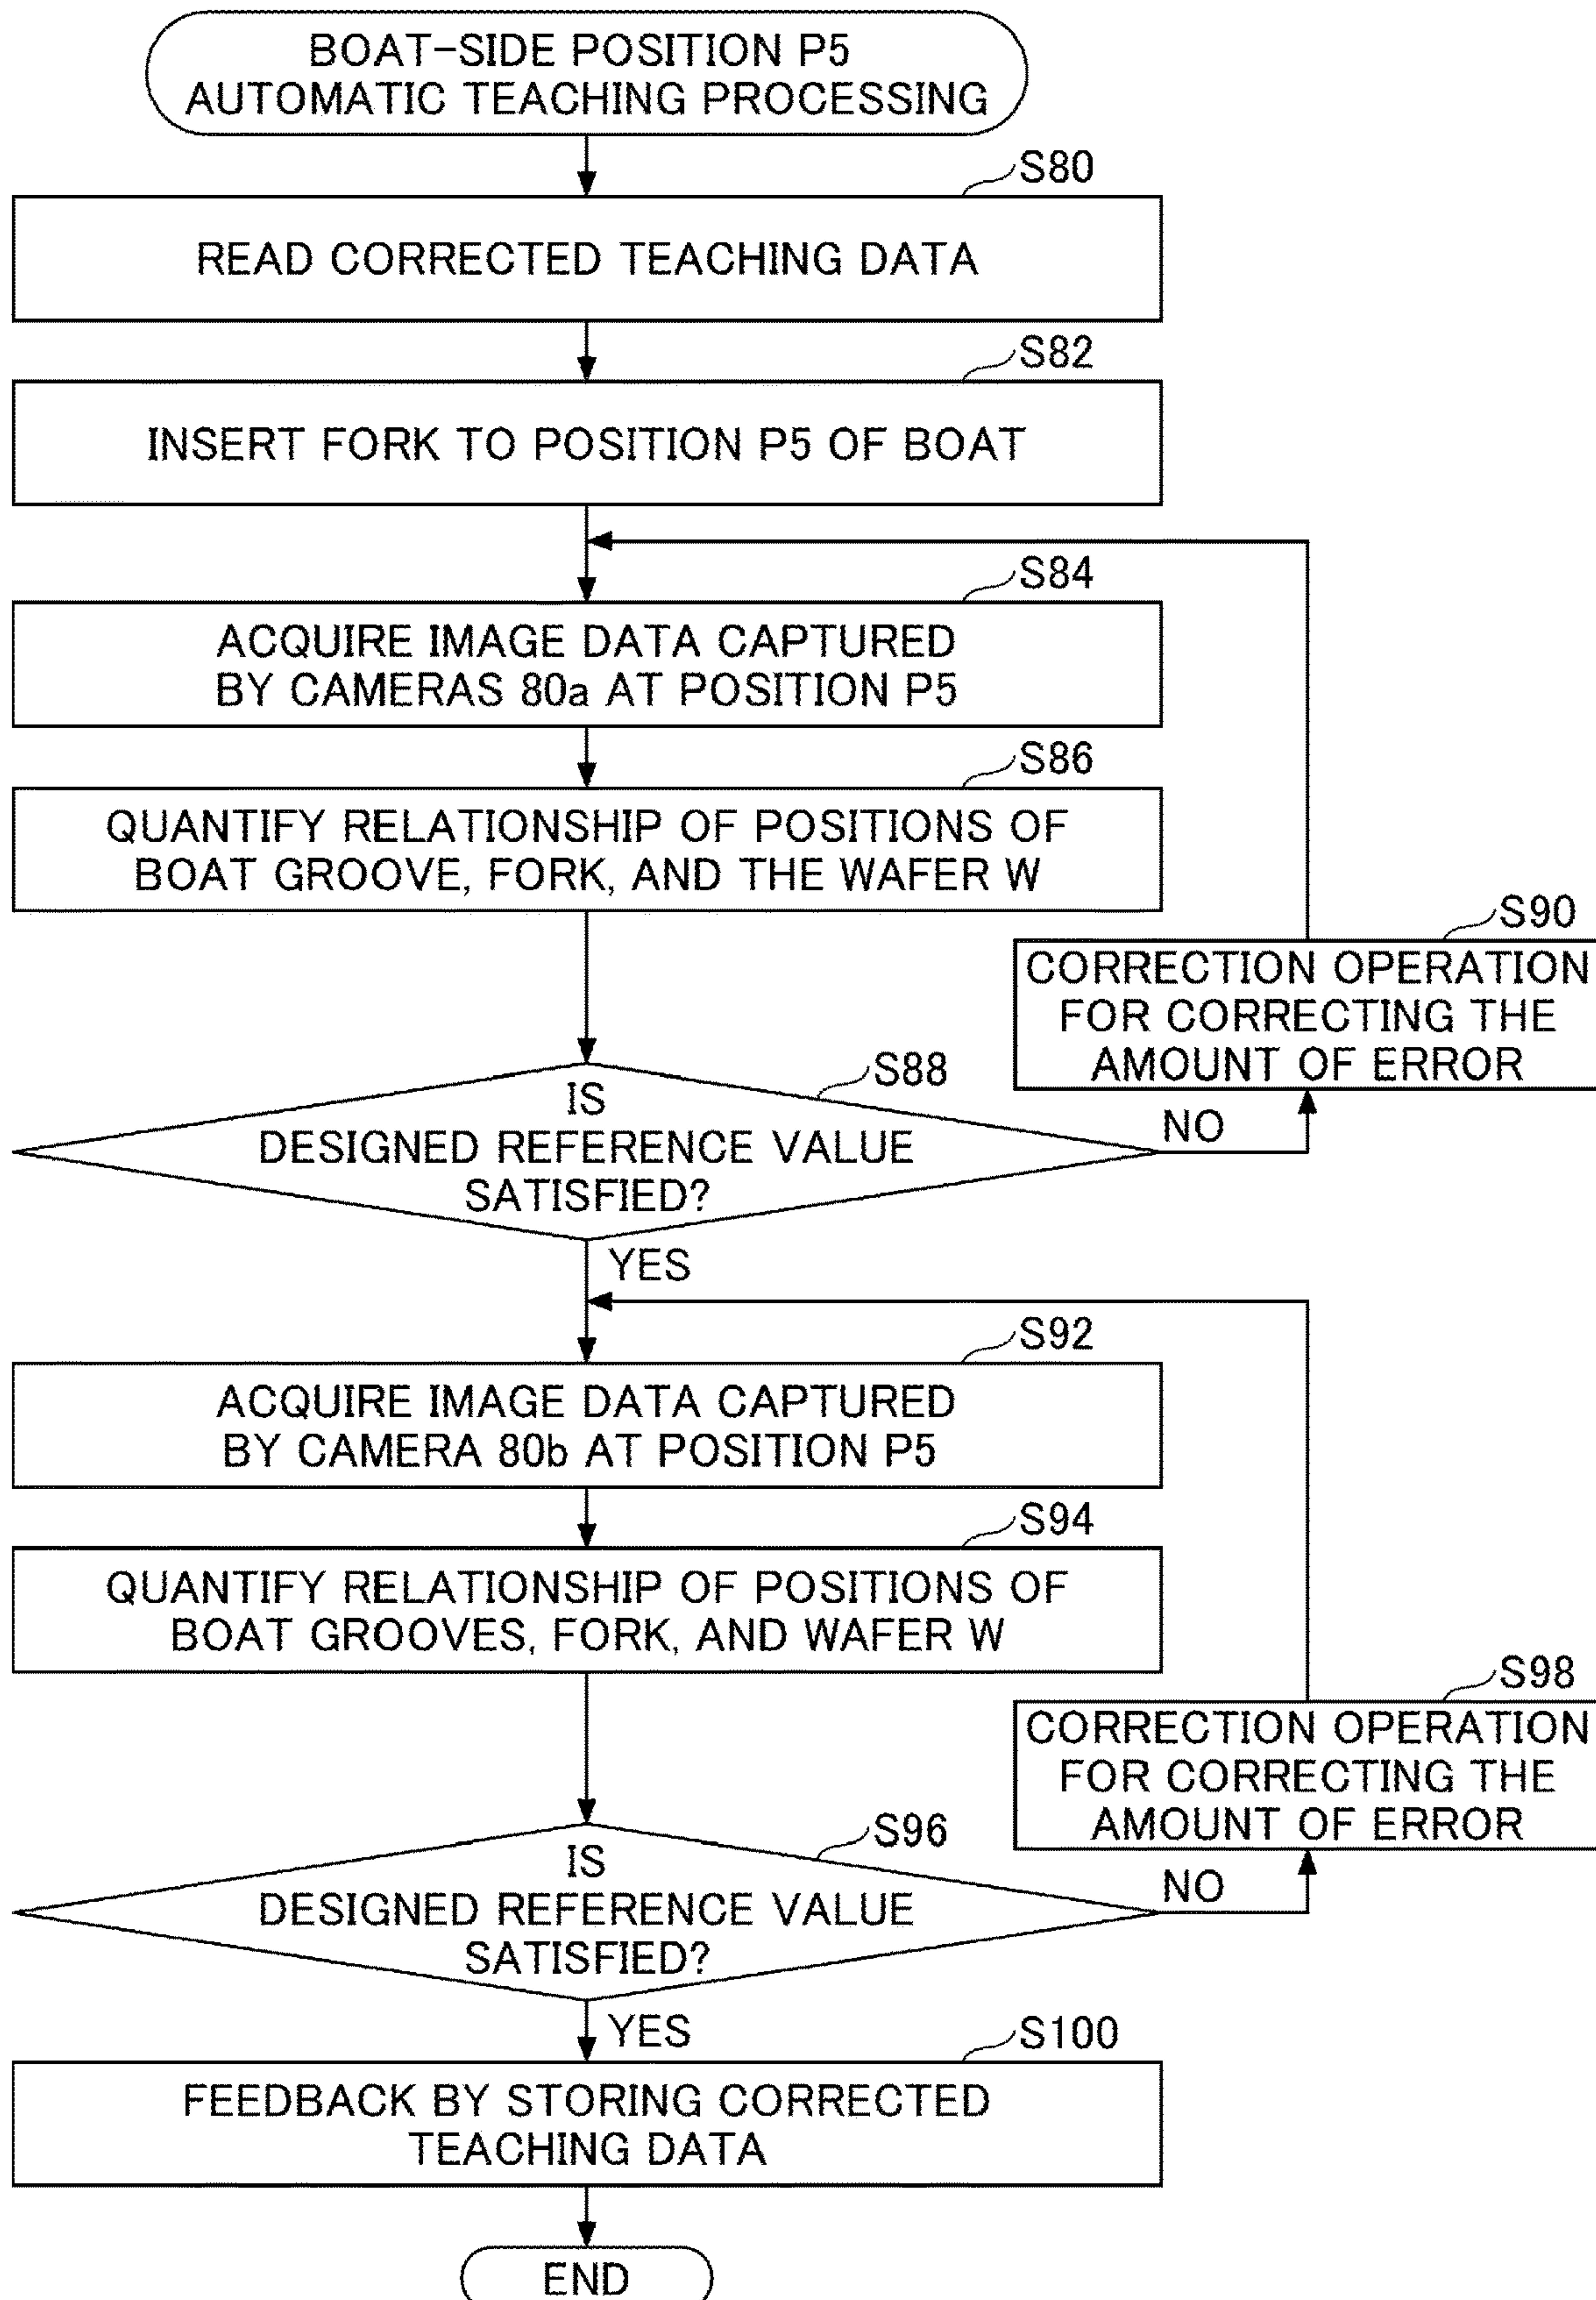 BOAT-SIDE POSITION P5
AUTOMATIC TEACHING PROCESSING
S80
READ CORRECTED TEACHING DATA
S82
INSERT FORK TO POSITION P5 OF BOAT
S84
ACQUIRE IMAGE DATA CAPTURED
BY CAMERAS 80a AT POSITION P5
S86
QUANTIFY RELATIONSHIP OF POSITIONS OF
BOAT GROOVE, FORK, AND THE WAFER W
S90
CORRECTION OPERATION
FOR CORRECTING THE
AMOUNT OF ERROR
S88
IS
DESIGNED REFERENCE VALUE
SATISFIED?
NO
YES
S92
ACQUIRE IMAGE DATA CAPTURED
BY CAMERA 80b AT POSITION P5
S94
QUANTIFY RELATIONSHIP OF POSITIONS OF
BOAT GROOVES, FORK, AND WAFER W
S98
CORRECTION OPERATION
FOR CORRECTING THE
AMOUNT OF ERROR
S96
IS
DESIGNED REFERENCE VALUE
SATISFIED?
NO
YES
S100
FEEDBACK BY STORING CORRECTED
TEACHING DATA
END